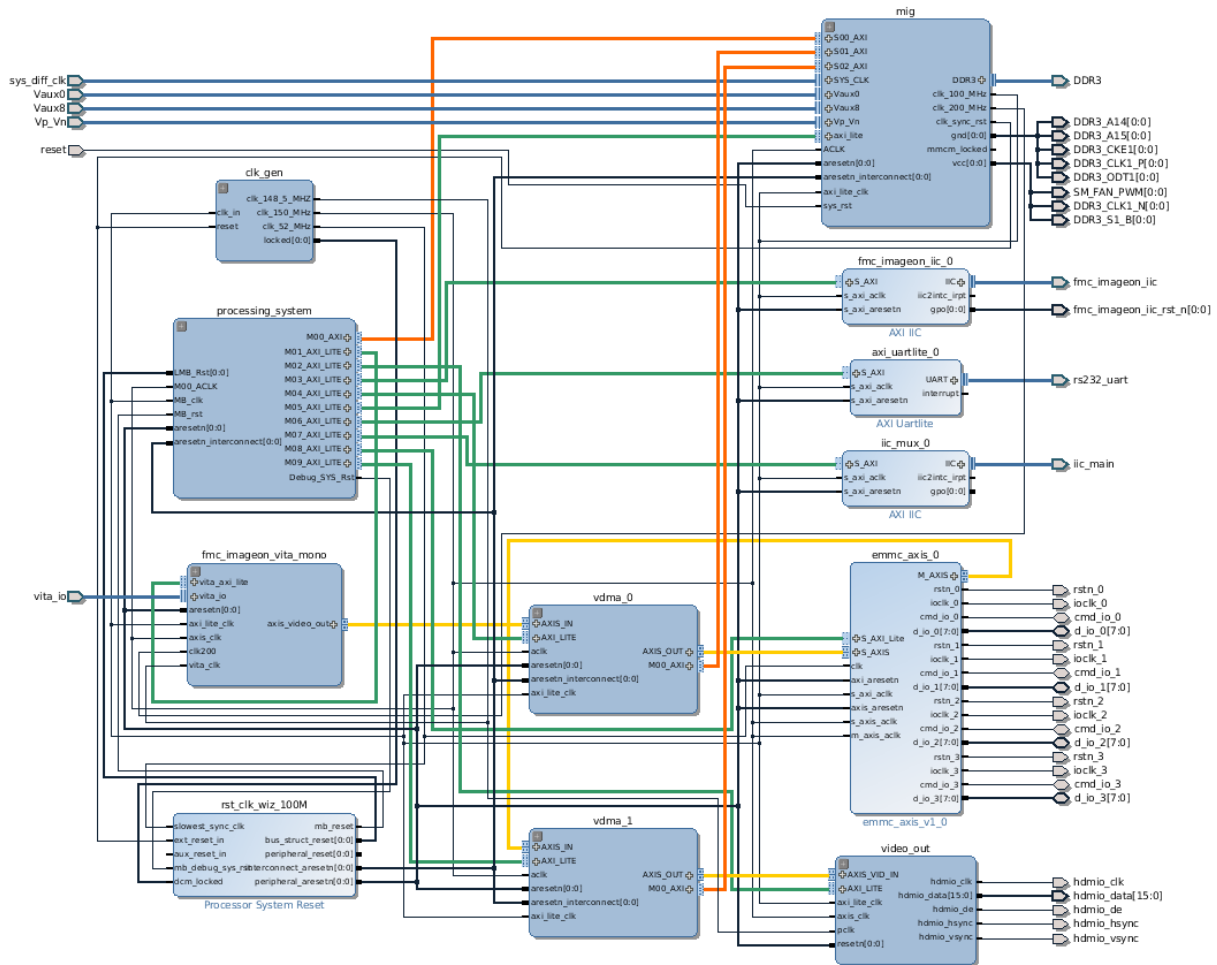 mig
S00_AXI
S01_AXI
S02_AXI
SYS_CLK
Vaux0
Vaux8
Vp_Vn
axi_lite
ACLK
aresetn[0:0]
aresetn_interconnect[0:0]
axi_lite_clk
sys_rst
DDR3
clk_100_MHz
clk_200_MHz
clk_sync_rst
gnd[0:0]
mmcm_locked
vcc[0:0]
sys_diff_clk
Vaux0
Vaux8
Vp_Vn
reset
DDR3
DDR3_A14[0:0]
DDR3_A15[0:0]
DDR3_CKE1[0:0]
DDR3_CLK1_P[0:0]
DDR3_ODT1[0:0]
SM_FAN_PWM[0:0]
DDR3_CLK1_N[0:0]
DDR3_S1_B[0:0]
clk_gen
clk_in
reset
clk_148_5_MHZ
clk_150_MHz
clk_52_MHz
locked[0:0]
fmc_imageon_iic_0
S_AXI
s_axi_aclk
s_axi_aresetn
IIC
iic2intc_irpt
gpo[0:0]
AXI IIC
fmc_imageon_iic
fmc_imageon_iic_rst_n[0:0]
processing_system
LMB_Rst[0:0]
M00_ACLK
MB_clk
MB_rst
aresetn[0:0]
aresetn_interconnect[0:0]
M00_AXI
M01_AXI_LITE
M02_AXI_LITE
M03_AXI_LITE
M04_AXI_LITE
M05_AXI_LITE
M06_AXI_LITE
M07_AXI_LITE
M08_AXI_LITE
M09_AXI_LITE
Debug_SYS_Rst
axi_uartlite_0
S_AXI
s_axi_aclk
s_axi_aresetn
UART
interrupt
AXI Uartlite
rs232_uart
iic_mux_0
S_AXI
s_axi_aclk
s_axi_aresetn
IIC
iic2intc_irpt
gpo[0:0]
AXI IIC
iic_main
fmc_imageon_vita_mono
vita_axi_lite
vita_io
aresetn[0:0]
axi_lite_clk
axis_clk
clk200
vita_clk
axis_video_out
vita_io
vdma_0
AXIS_IN
AXI_LITE
aclk
aresetn[0:0]
aresetn_interconnect[0:0]
axi_lite_clk
AXIS_OUT
M00_AXI
emmc_axis_0
S_AXI_Lite
S_AXIS
clk
axi_aresetn
s_axi_aclk
axis_aresetn
s_axis_aclk
m_axis_aclk
M_AXIS
rstn_0
ioclk_0
cmd_io_0
d_io_0[7:0]
rstn_1
ioclk_1
cmd_io_1
d_io_1[7:0]
rstn_2
ioclk_2
cmd_io_2
d_io_2[7:0]
rstn_3
ioclk_3
cmd_io_3
d_io_3[7:0]
emmc_axis_v1_0
rstn_0
ioclk_0
cmd_io_0
d_io_0[7:0]
rstn_1
ioclk_1
cmd_io_1
d_io_1[7:0]
rstn_2
ioclk_2
cmd_io_2
d_io_2[7:0]
rstn_3
ioclk_3
cmd_io_3
d_io_3[7:0]
rst_clk_wiz_100M
slowest_sync_clk
ext_reset_in
aux_reset_in
dcm_locked
mb_reset
bus_struct_reset[0:0]
peripheral_reset[0:0]
peripheral_aresetn[0:0]
Processor System Reset
vdma_1
AXIS_IN
AXI_LITE
aclk
aresetn[0:0]
aresetn_interconnect[0:0]
axi_lite_clk
AXIS_OUT
M00_AXI
video_out
AXIS_VID_IN
AXI_LITE
axi_lite_clk
axis_clk
pclk
resetn[0:0]
hdmio_clk
hdmio_data[15:0]
hdmio_de
hdmio_hsync
hdmio_vsync
hdmio_clk
hdmio_data[15:0]
hdmio_de
hdmio_hsync
hdmio_vsync